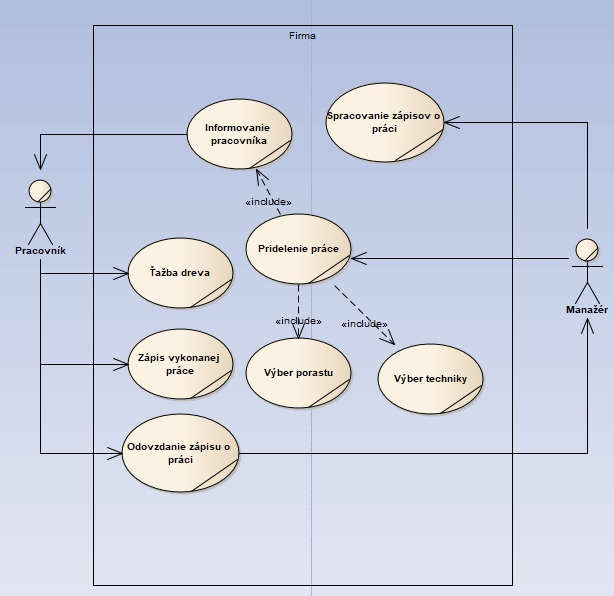 Firma
Spracovanie zápisov o
práci
Informovanie
pracovníka
«include»
Pracovník
Pridelenie práce
Ťažba dreva
Manažér
«include»
«include»
Zápis vykonanej
práce
Výber porastu
Výber techniky
Odovzdanie zápisu o
práci